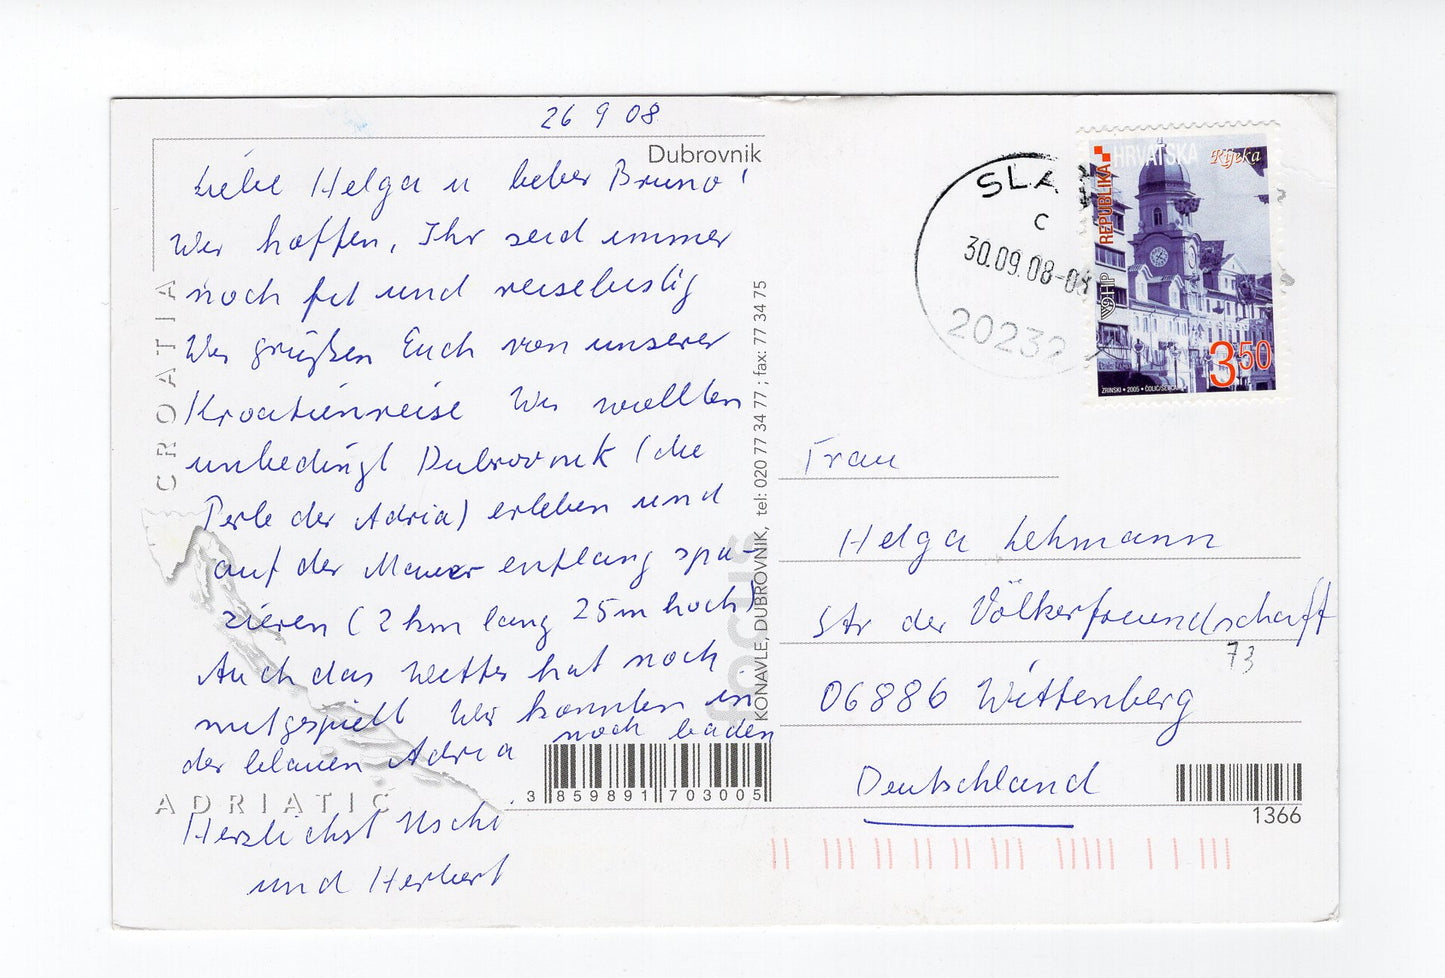 26 9 08
Dubrovnik
Liebe Helga u lieber Bruno!
Wir hoffen, Ihr seid immer
noch fit und reiselustig
Wir grüßen Euch von unserer
Kroatienreise Wir wollten
unbedingt Dubrovnik (die
Perle der Adria) erleben und
auf der Mauer entlang spa-
zieren (2 km lang 25m hoch)
Auch das Wetter hat noch
mitgespielt Wir konnten in
der blauen Adria noch baden
Herzlichst Uschi
und Herbert
CROATIA
ADRIATIC
focus
KONAVLE, DUBROVNIK, tel: 020 77 34 77 ; fax: 77 34 75
3 859891 703005
SLA
c
30.09.08-08
20232
REPUBLIKA HRVATSKA
Rijeka
HP
3.50
ZRINSKI • 2005 •
Frau
Helga Lehmann
Str der Völkerfreundschaft
73
06886 Wittenberg
Deutschland
1366